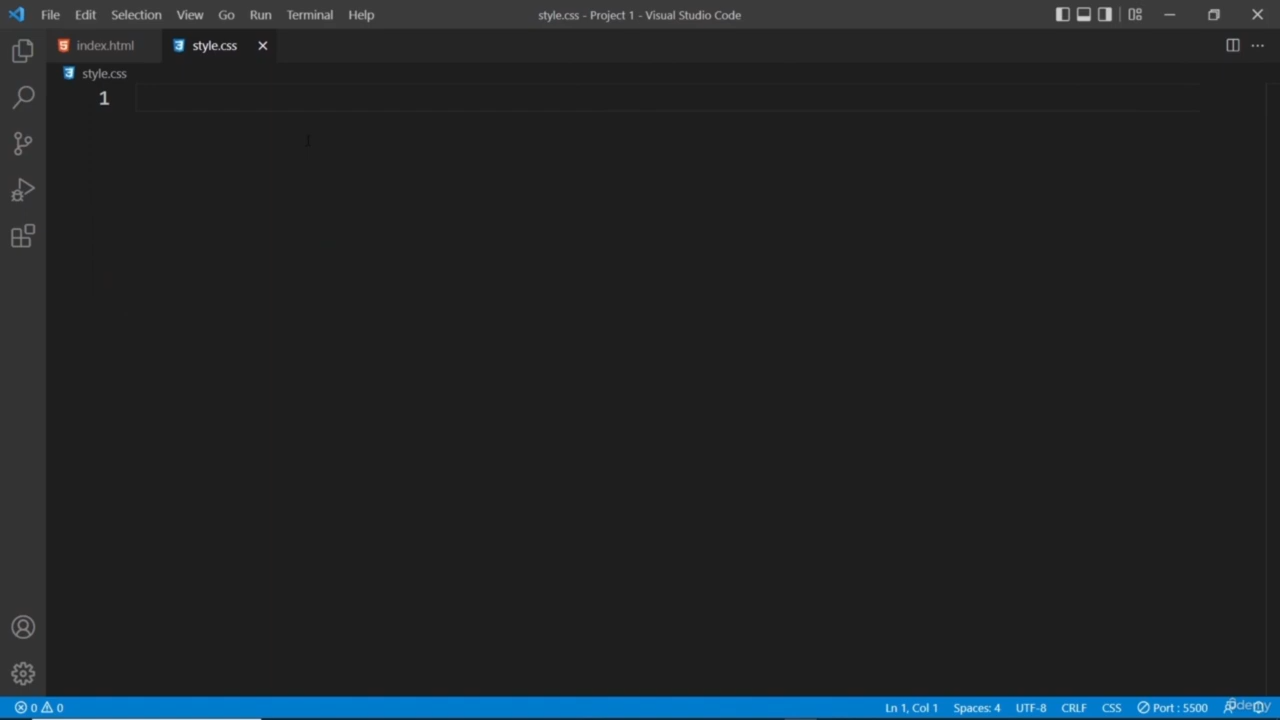 File Edit Selection View Go Run Terminal Help style.css - Project 1 - Visual Studio Code
index.html style.css
style.css
1
0 0 Ln 1, Col 1 Spaces: 4 UTF-8 CRLF CSS Port : 5500
ûdemy